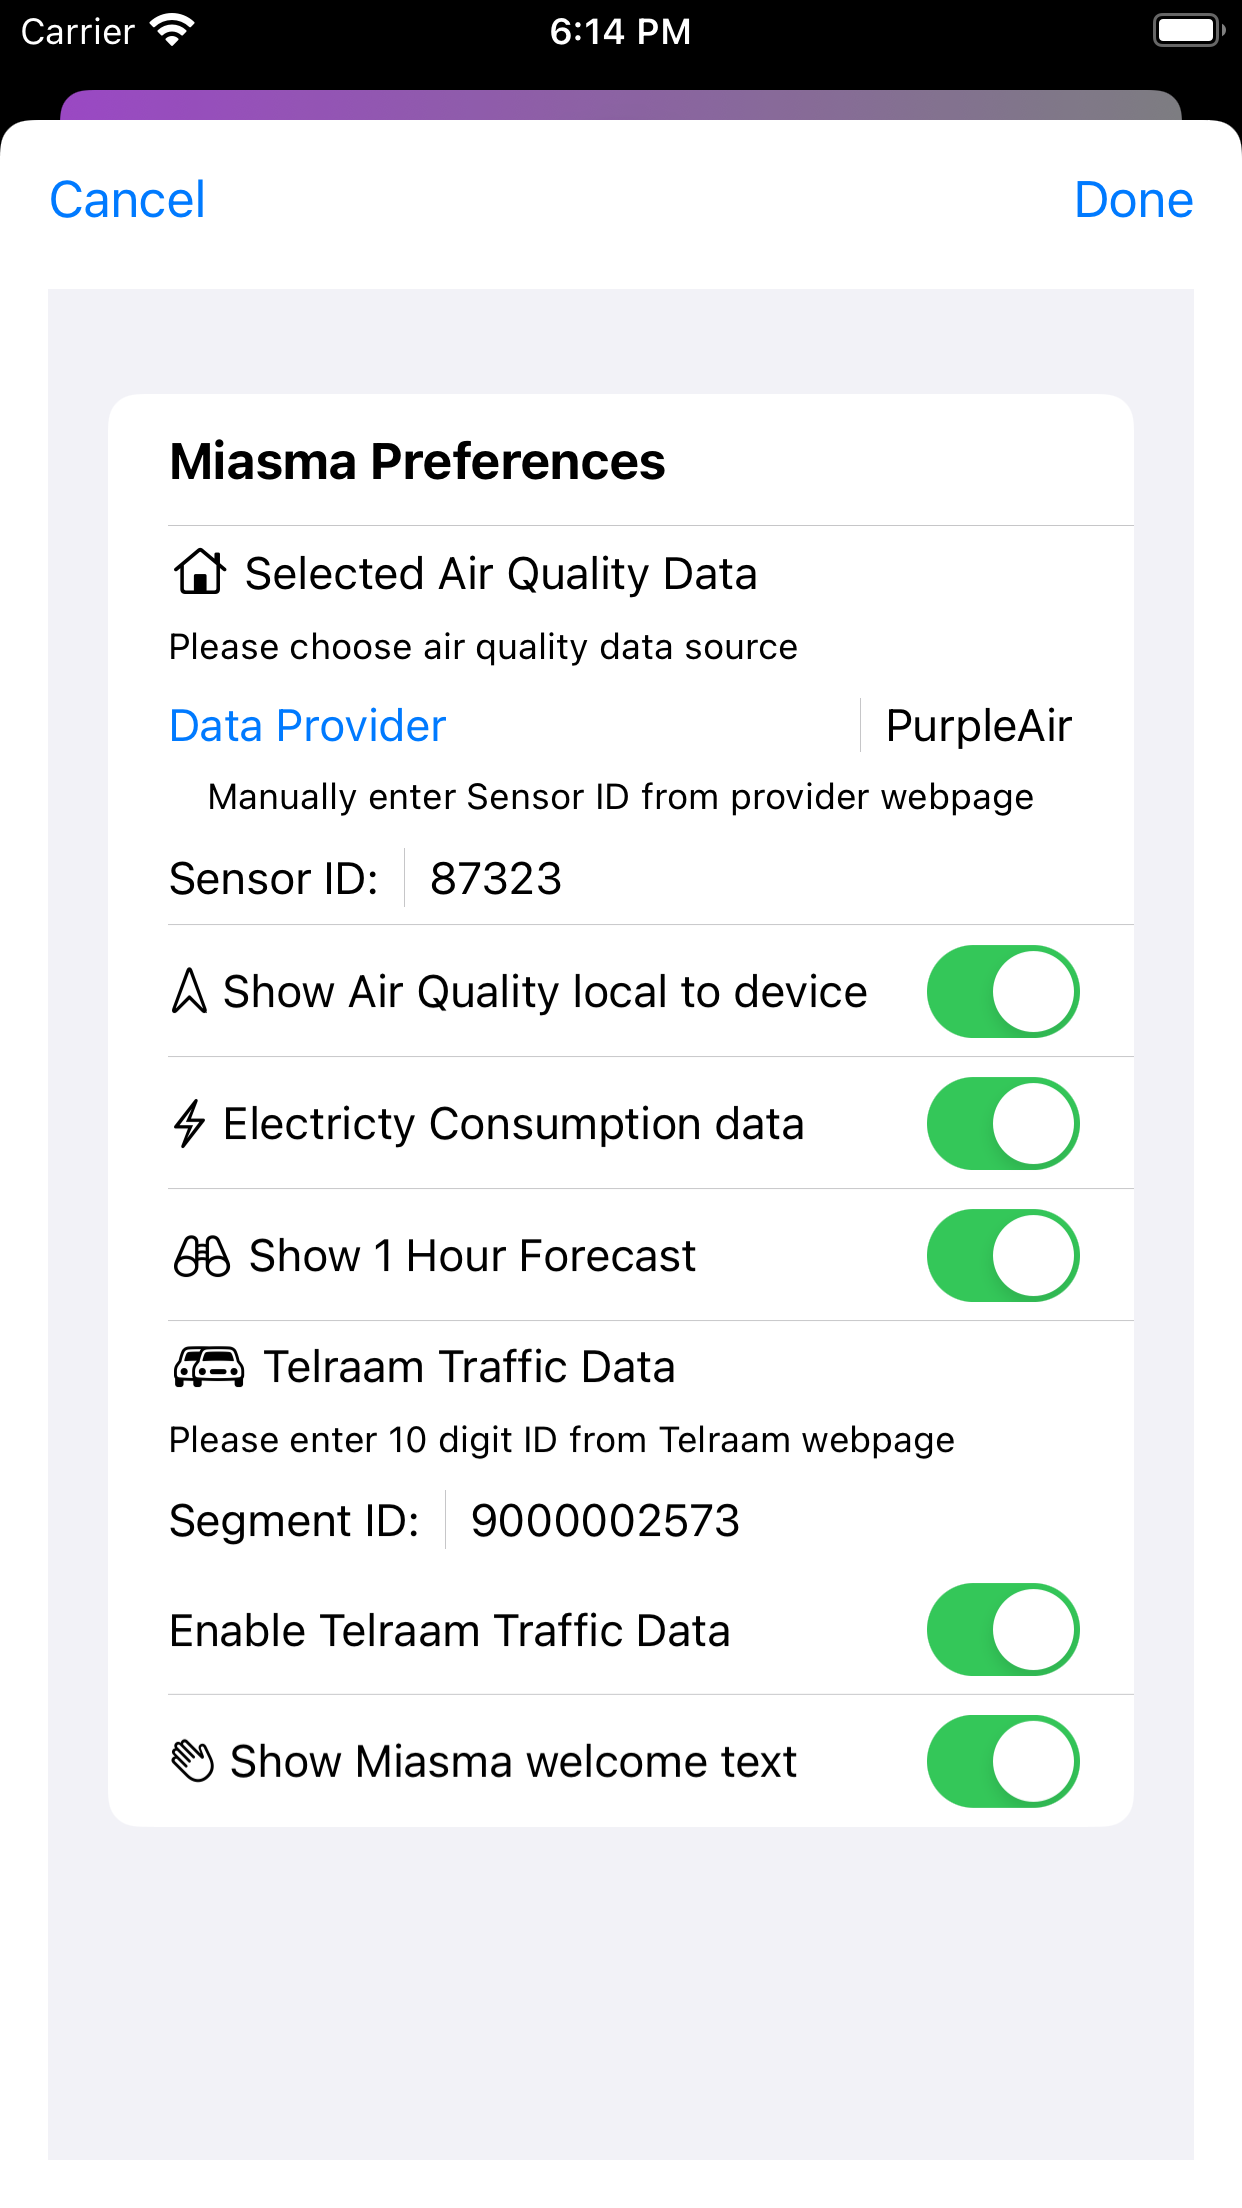 Carrier 6:14 PM
Cancel Done
Miasma Preferences
Selected Air Quality Data
Please choose air quality data source
Data Provider PurpleAir
Manually enter Sensor ID from provider webpage
Sensor ID: 87323
Show Air Quality local to device
Electricty Consumption data
Show 1 Hour Forecast
Telraam Traffic Data
Please enter 10 digit ID from Telraam webpage
Segment ID: 9000002573
Enable Telraam Traffic Data
Show Miasma welcome text